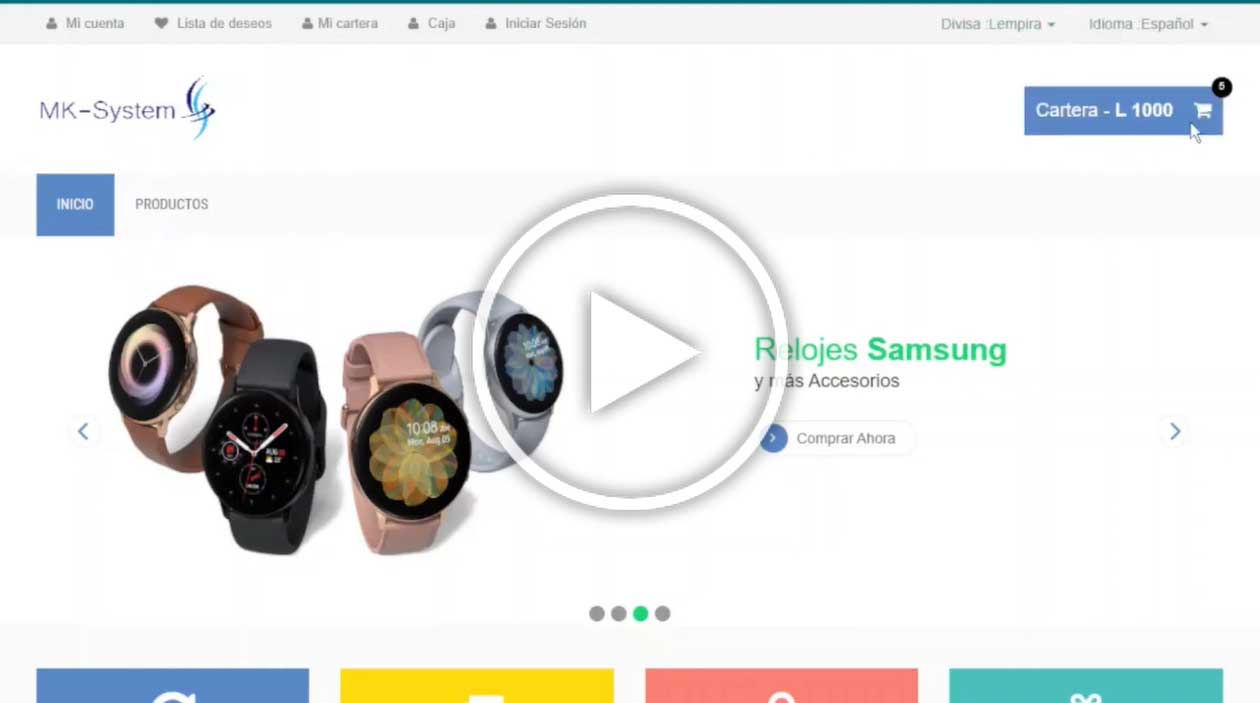 Mi cuenta Lista de deseos Mi cartera Caja Iniciar Sesión Divisa :Lempira Idioma :Español
MK-System
5
Cartera - L 1000
INICIO PRODUCTOS
Relojes Samsung
y más Accesorios
Comprar Ahora
10:08
Mon, Aug 05